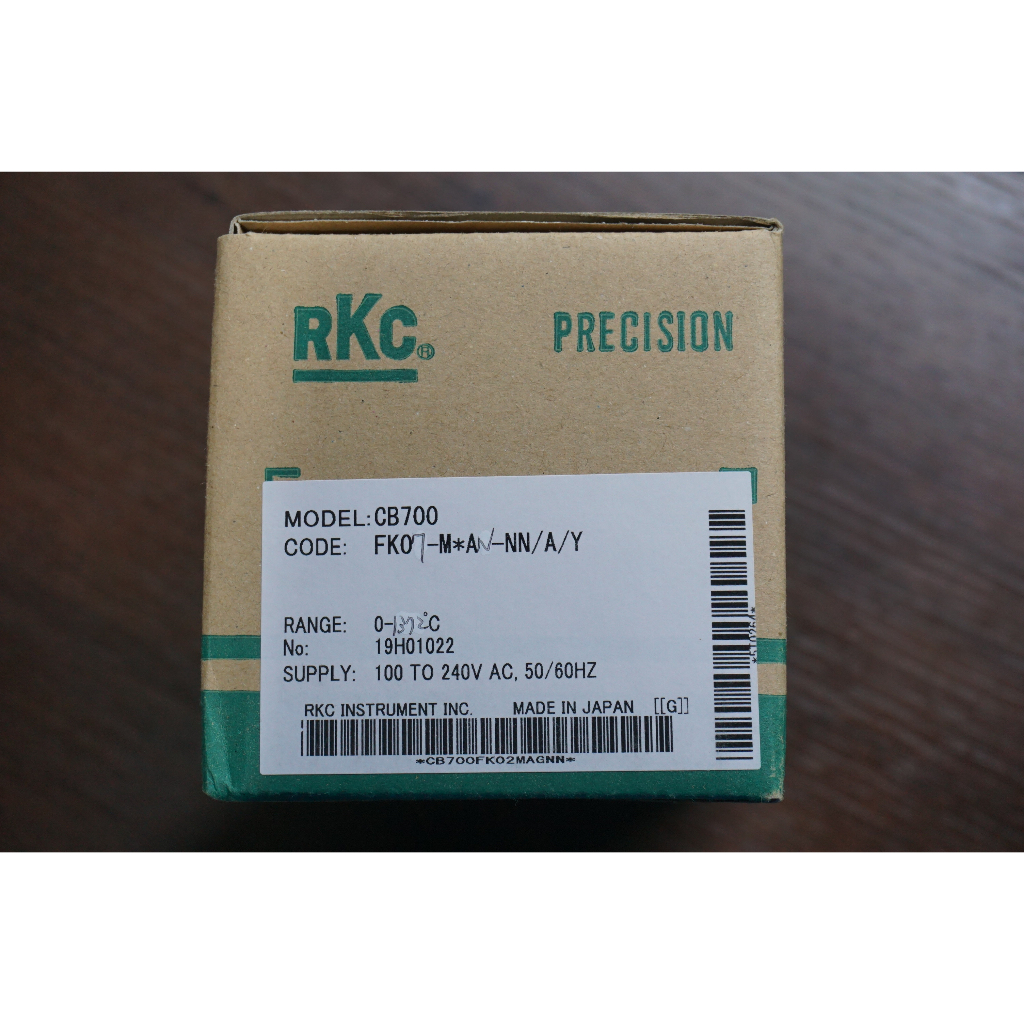 RKC®
PRECISION
MODEL: CB700
CODE: FK07-M*AN-NN/A/Y
RANGE: 0-1372°C
No: 19H01022
SUPPLY: 100 TO 240V AC, 50/60HZ
RKC INSTRUMENT INC. MADE IN JAPAN [[G]]
*CB700FK02MAGNN*